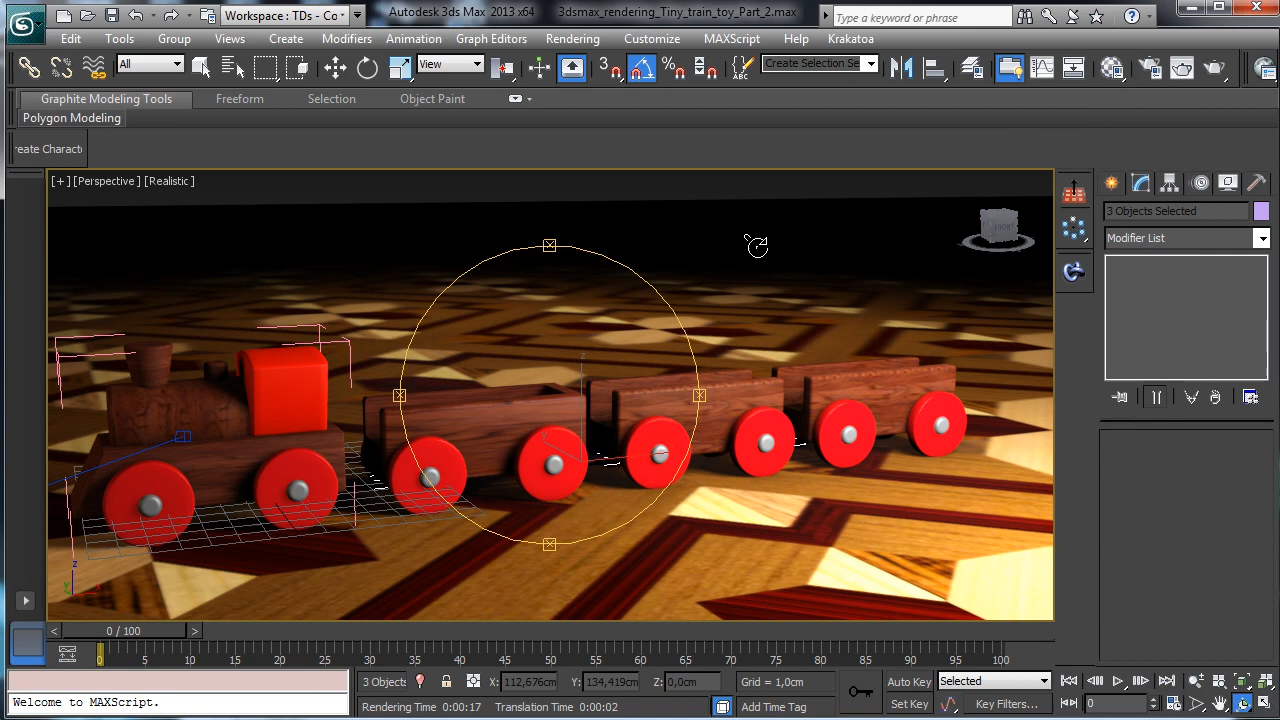 Workspace: TDs - Co
Autodesk 3ds Max 2013 x64
3dsmax_rendering_Tiny_train_toy_Part_2.max
Type a keyword or phrase
Edit Tools Group Views Create Modifiers Animation Graph Editors Rendering Customize MAXScript Help Krakatoa
All
View
3
ABC
Create Selection Se
Graphite Modeling Tools Freeform Selection Object Paint
Polygon Modeling
reate Charact
[+][Perspective][Realistic]
3 Objects Selected
Modifier List
z
z
0 / 100
0 5 10 15 20 25 30 35 40 45 50 55 60 65 70 75 80 85 90 95 100
3 Objects
X: 112,676cm
Y: 134,419cm
Z: 0,0cm
Grid = 1,0cm
Auto Key
Selected
Welcome to MAXScript.
Rendering Time 0:00:17
Translation Time 0:00:02
Add Time Tag
Set Key
Key Filters...
0